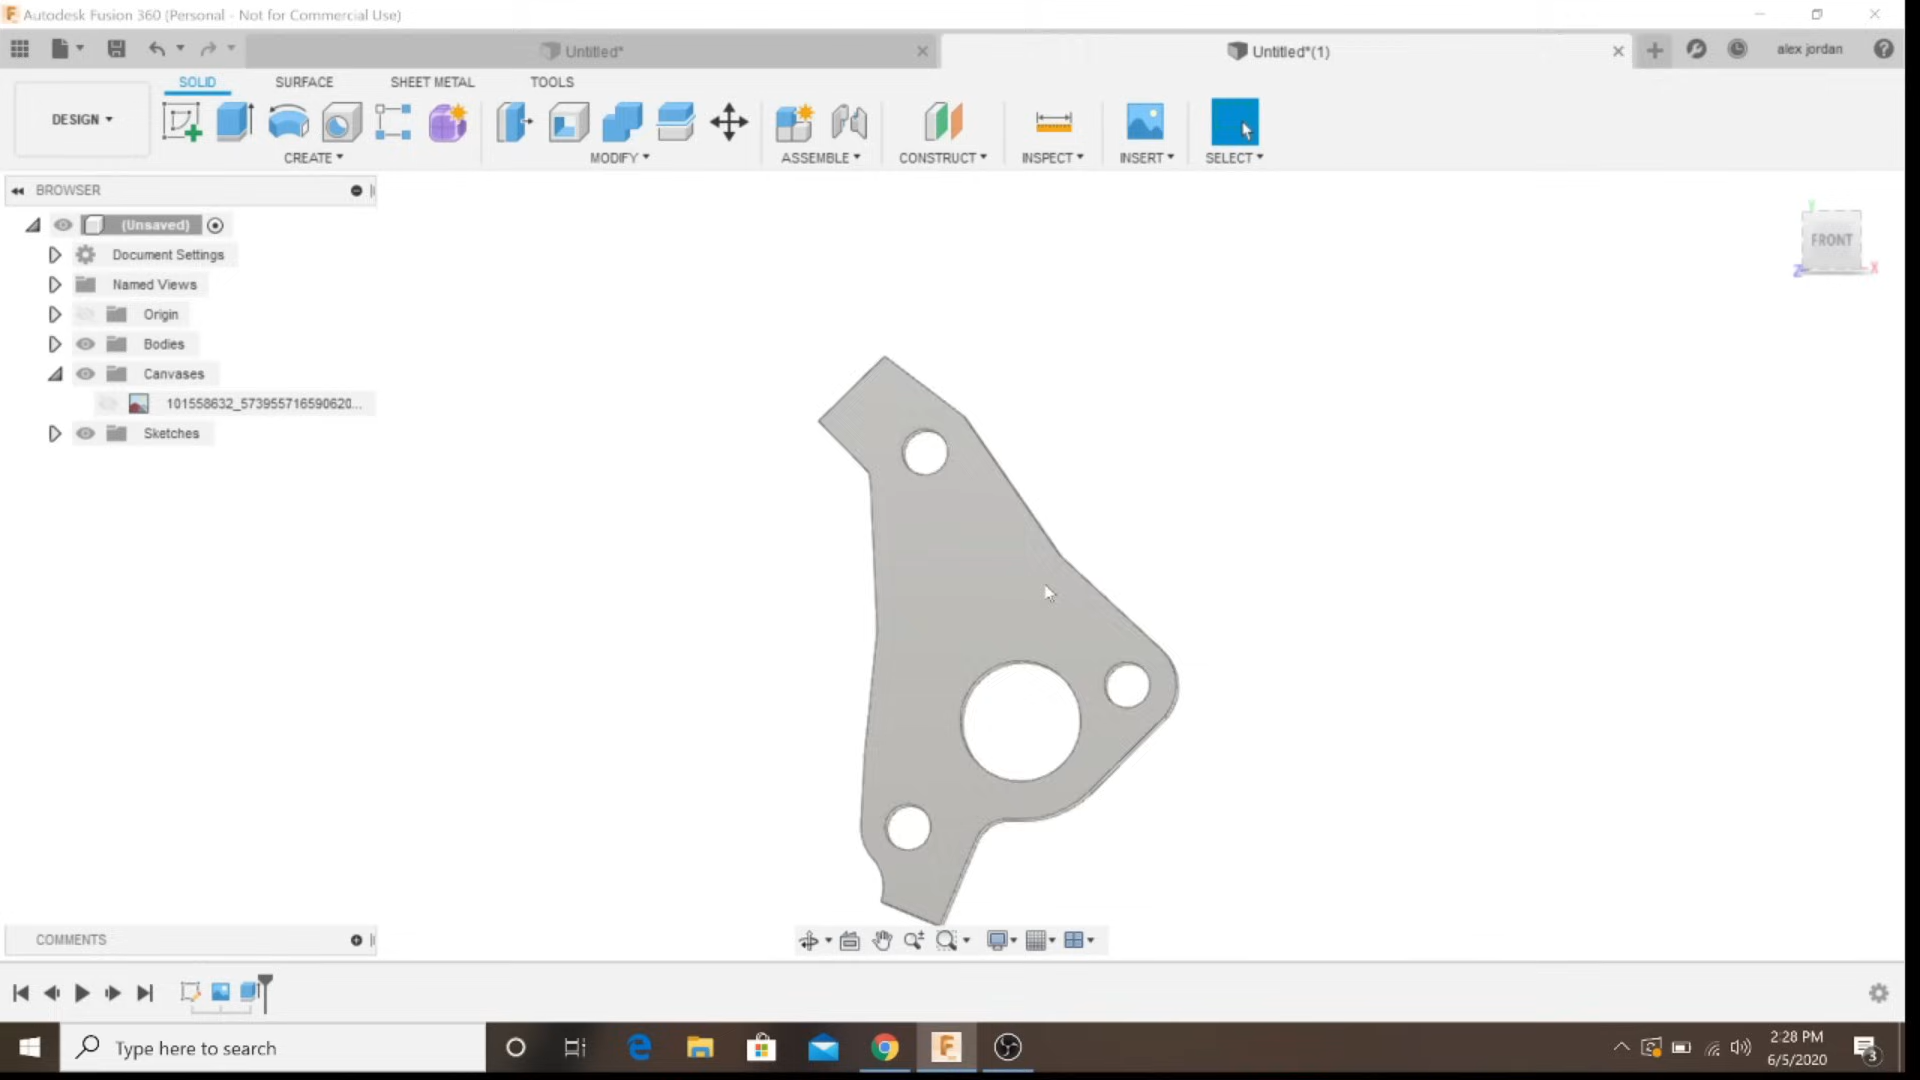 Autodesk Fusion 360 (Personal - Not for Commercial Use)
Untitled*
Untitled*(1)
alex jordan
SOLID
SURFACE
SHEET METAL
TOOLS
DESIGN
CREATE
MODIFY
ASSEMBLE
CONSTRUCT
INSPECT
INSERT
SELECT
BROWSER
(Unsaved)
Document Settings
Named Views
Origin
Bodies
Canvases
101558632_573955716590620...
Sketches
FRONT
Y
Z
X
COMMENTS
Type here to search
2:28 PM
6/5/2020
3